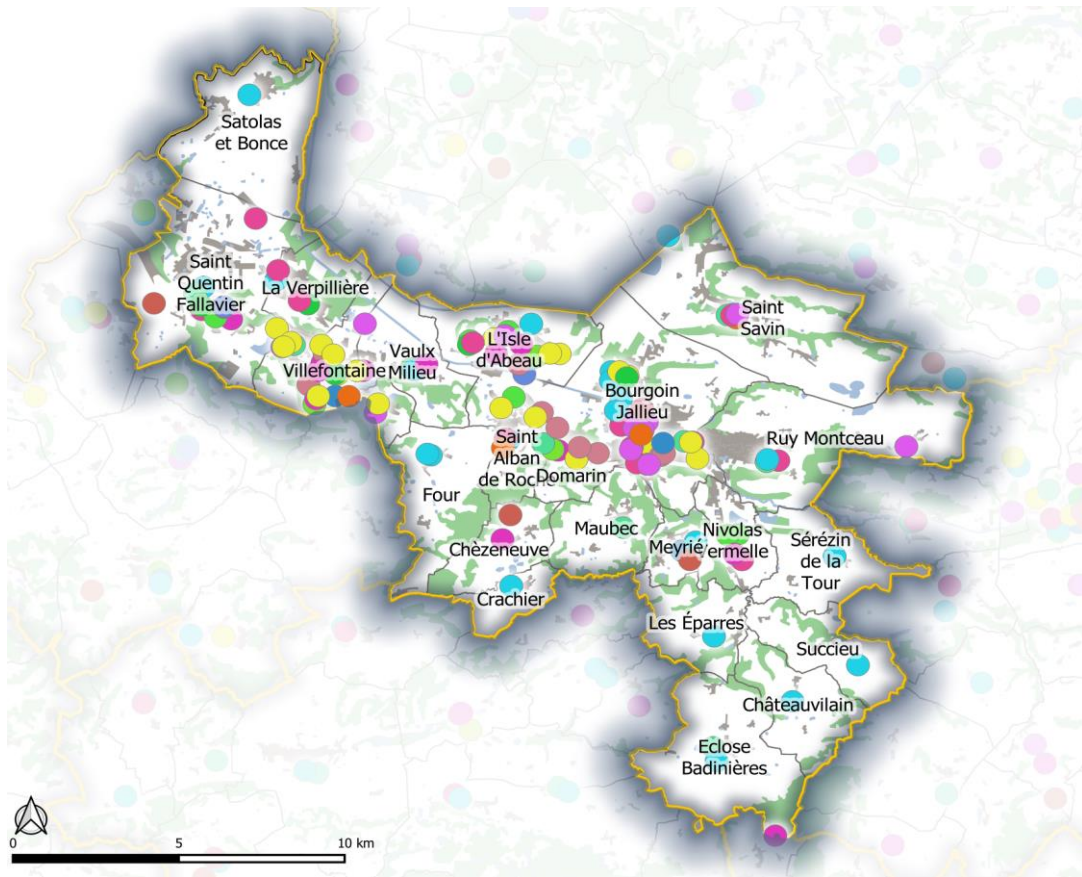 Satolas
et Bonce
Saint
Quentin
Fallavier
La Verpillière
Villefontaine
Vaulx
Milieu
L'Isle
d'Abeau
Saint
Savin
Bourgoin
Jallieu
Ruy Montceau
Saint
Alban
de Roc
Domarin
Four
Maubec
Chèzeneuve
Crachier
Meyrié
Nivolas
ermelle
Sérézin
de la
Tour
Les Éparres
Succieu
Châteauvilain
Eclose
Badinières
0 5 10 km